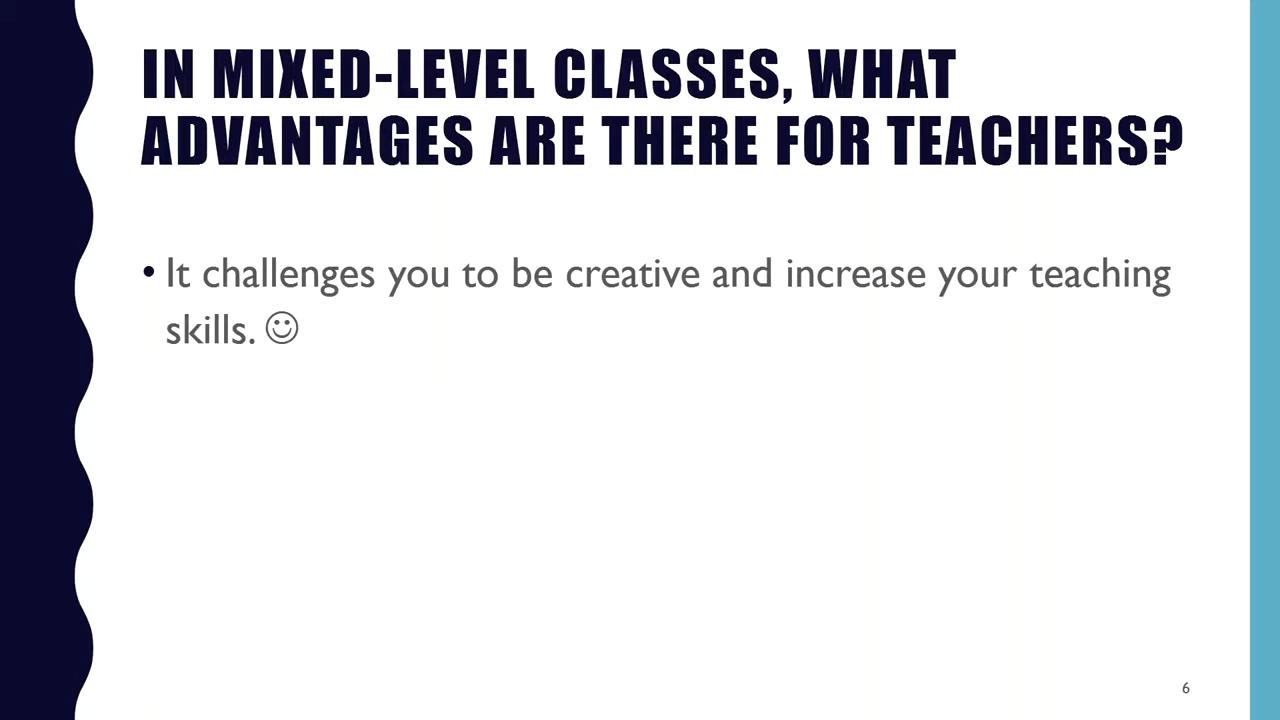 IN MIXED-LEVEL CLASSES, WHAT
ADVANTAGES ARE THERE FOR TEACHERS?
• It challenges you to be creative and increase your teaching
skills. ☺
6